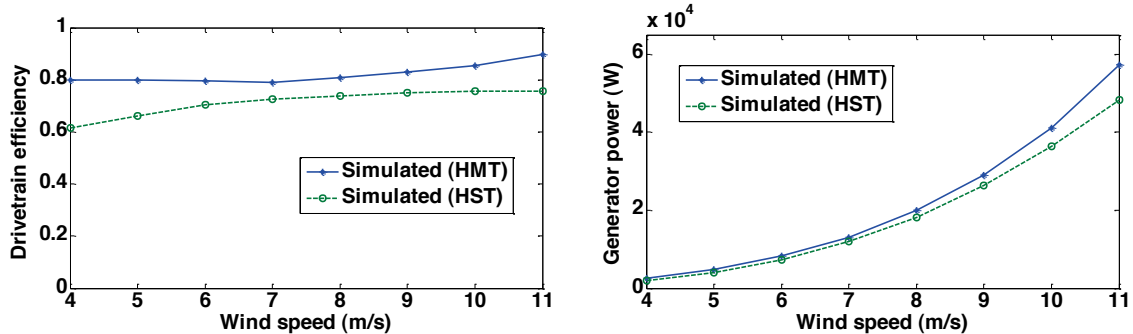 1
0.8
0.6
0.4
0.2
0
Drivetrain efficiency
Simulated (HMT)
Simulated (HST)
4 5 6 7 8 9 10 11
Wind speed (m/s)
x 10^4
6
4
2
0
Generator power (W)
Simulated (HMT)
Simulated (HST)
4 5 6 7 8 9 10 11
Wind speed (m/s)